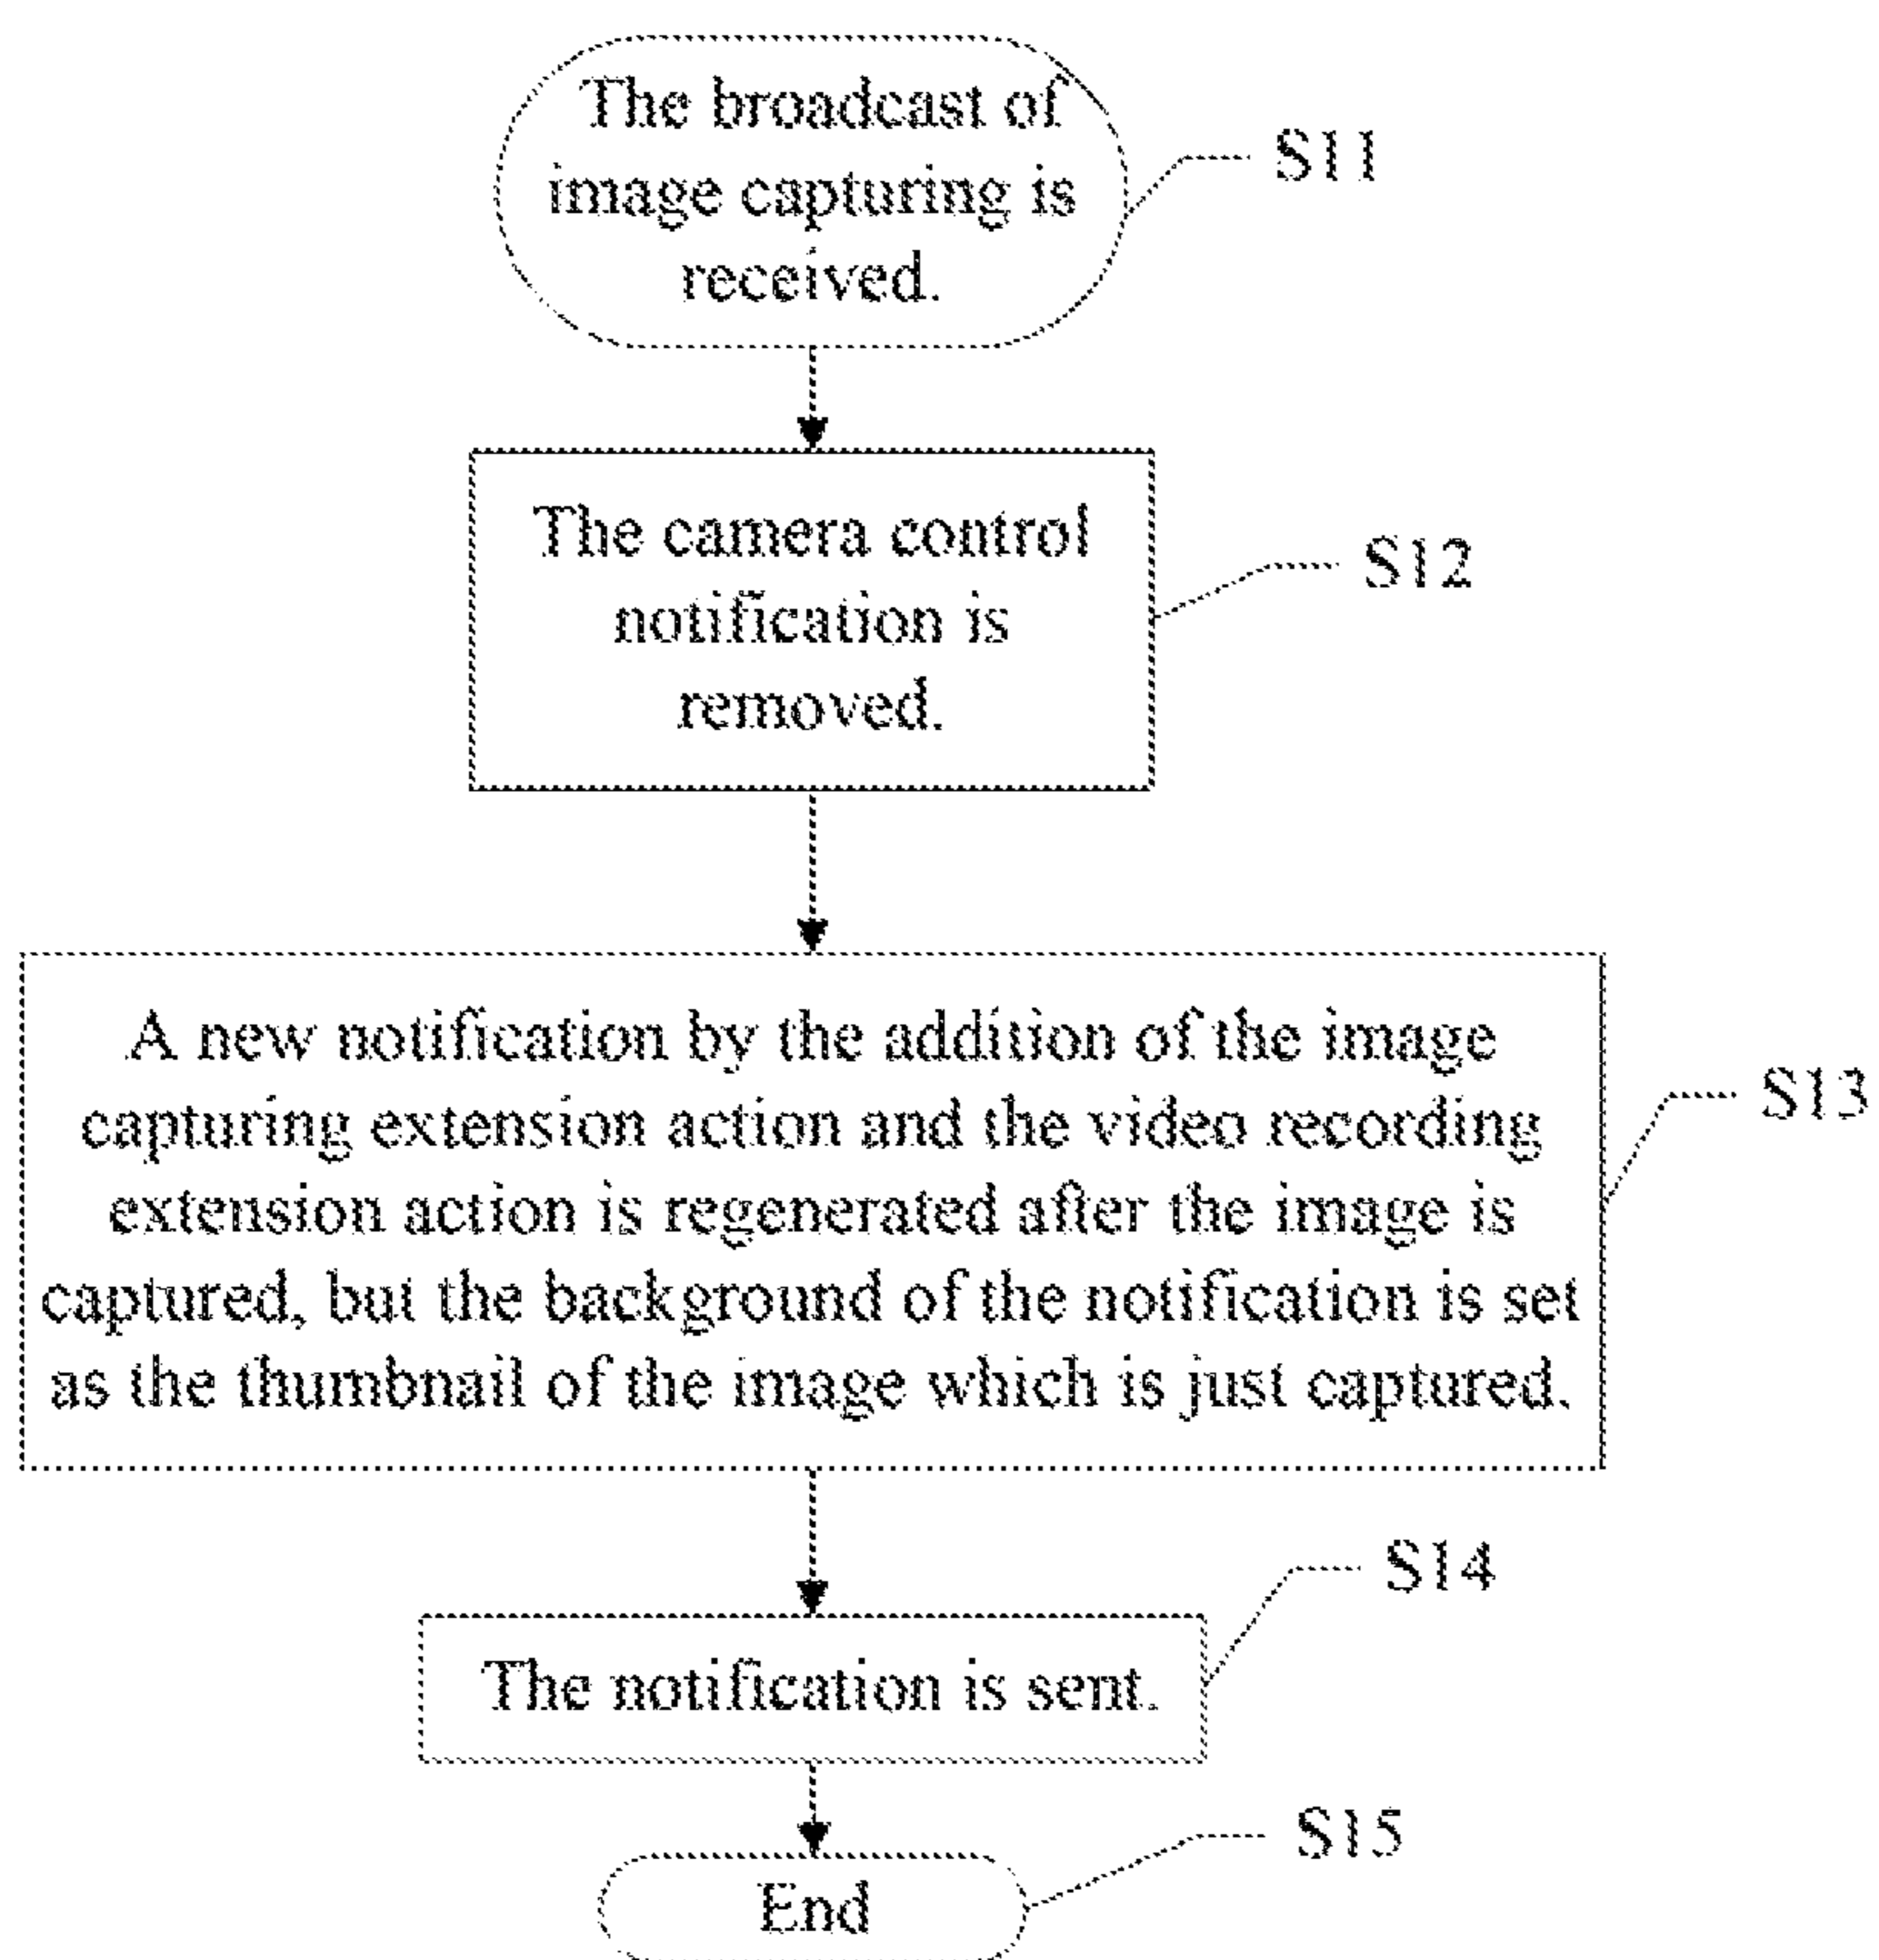 The broadcast of
image capturing is
received.
S11
The camera control
notification is
removed.
S12
A new notification by the addition of the image
capturing extension action and the video recording
extension action is regenerated after the image is
captured, but the background of the notification is set
as the thumbnail of the image which is just captured.
S13
The notification is sent.
S14
End
S15